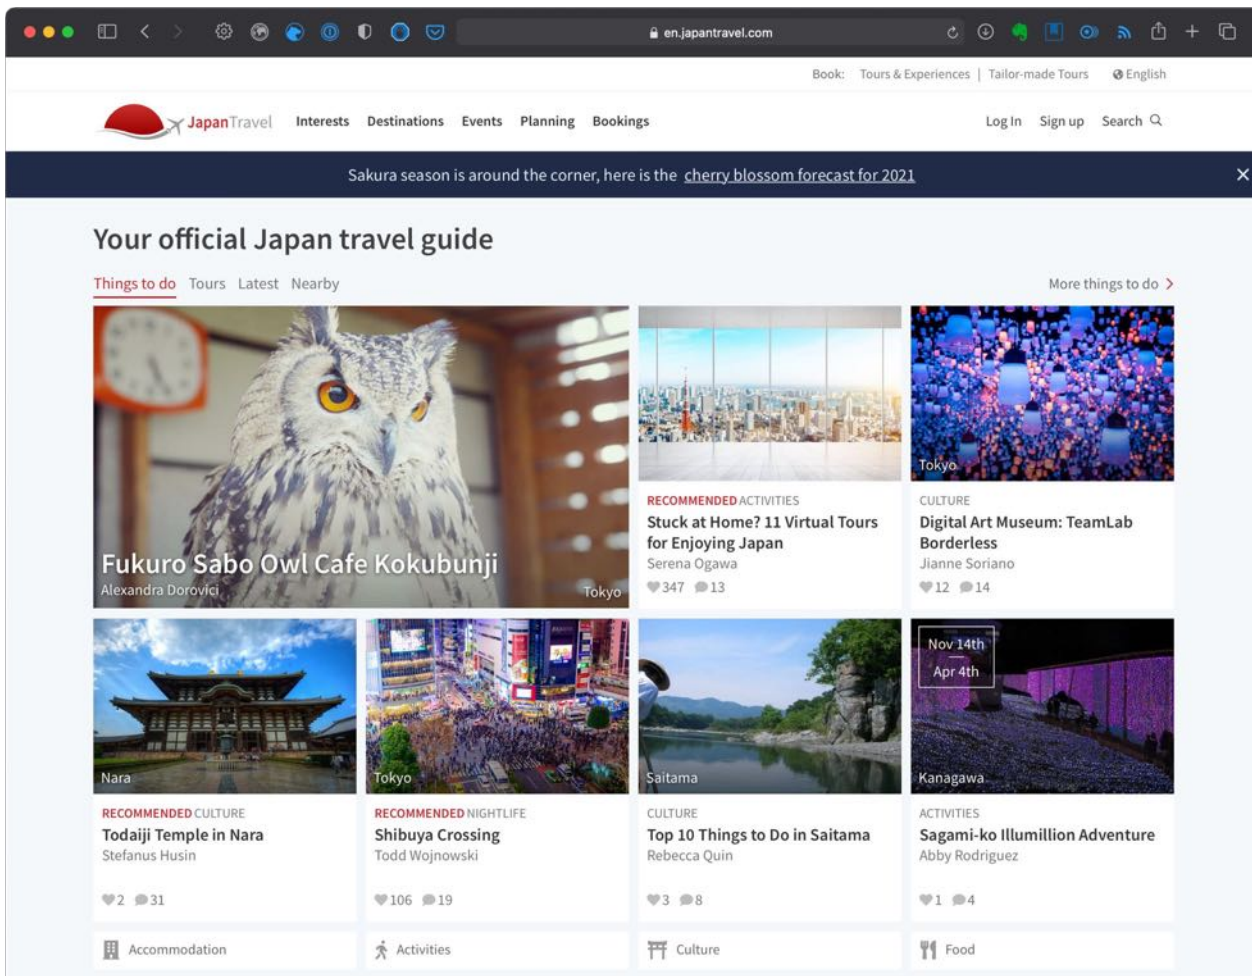 en.japantravel.com
Book: Tours & Experiences | Tailor-made Tours English
JapanTravel Interests Destinations Events Planning Bookings Log In Sign up Search
Sakura season is around the corner, here is the cherry blossom forecast for 2021
Your official Japan travel guide
Things to do Tours Latest Nearby More things to do
Fukuro Sabo Owl Cafe Kokubunji
Alexandra Dorovici
Tokyo
RECOMMENDED ACTIVITIES
Stuck at Home? 11 Virtual Tours
for Enjoying Japan
Serena Ogawa
347 13
Tokyo
CULTURE
Digital Art Museum: TeamLab
Borderless
Jianne Soriano
12 14
Nara
RECOMMENDED CULTURE
Todaiji Temple in Nara
Stefanus Husin
2 31
Tokyo
RECOMMENDED NIGHTLIFE
Shibuya Crossing
Todd Wojnowski
106 19
Saitama
CULTURE
Top 10 Things to Do in Saitama
Rebecca Quin
3 8
Nov 14th
Apr 4th
Kanagawa
ACTIVITIES
Sagami-ko Illumillion Adventure
Abby Rodriguez
1 4
Accommodation
Activities
Culture
Food